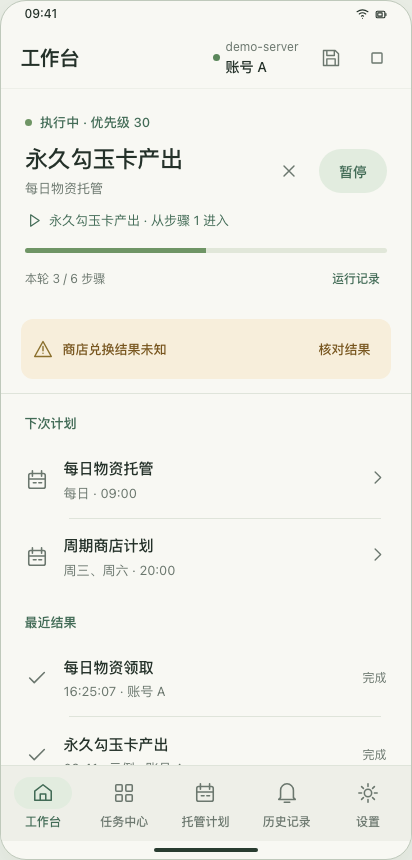 09:41
工作台
demo-server
账号 A
执行中 · 优先级 30
永久勾玉卡产出
每日物资托管
暂停
永久勾玉卡产出 · 从步骤 1 进入
本轮 3 / 6 步骤
运行记录
商店兑换结果未知
核对结果
下次计划
每日物资托管
每日 · 09:00
周期商店计划
周三、周六 · 20:00
最近结果
每日物资领取
16:25:07 · 账号 A
完成
永久勾玉卡产出
完成
工作台
任务中心
托管计划
历史记录
设置